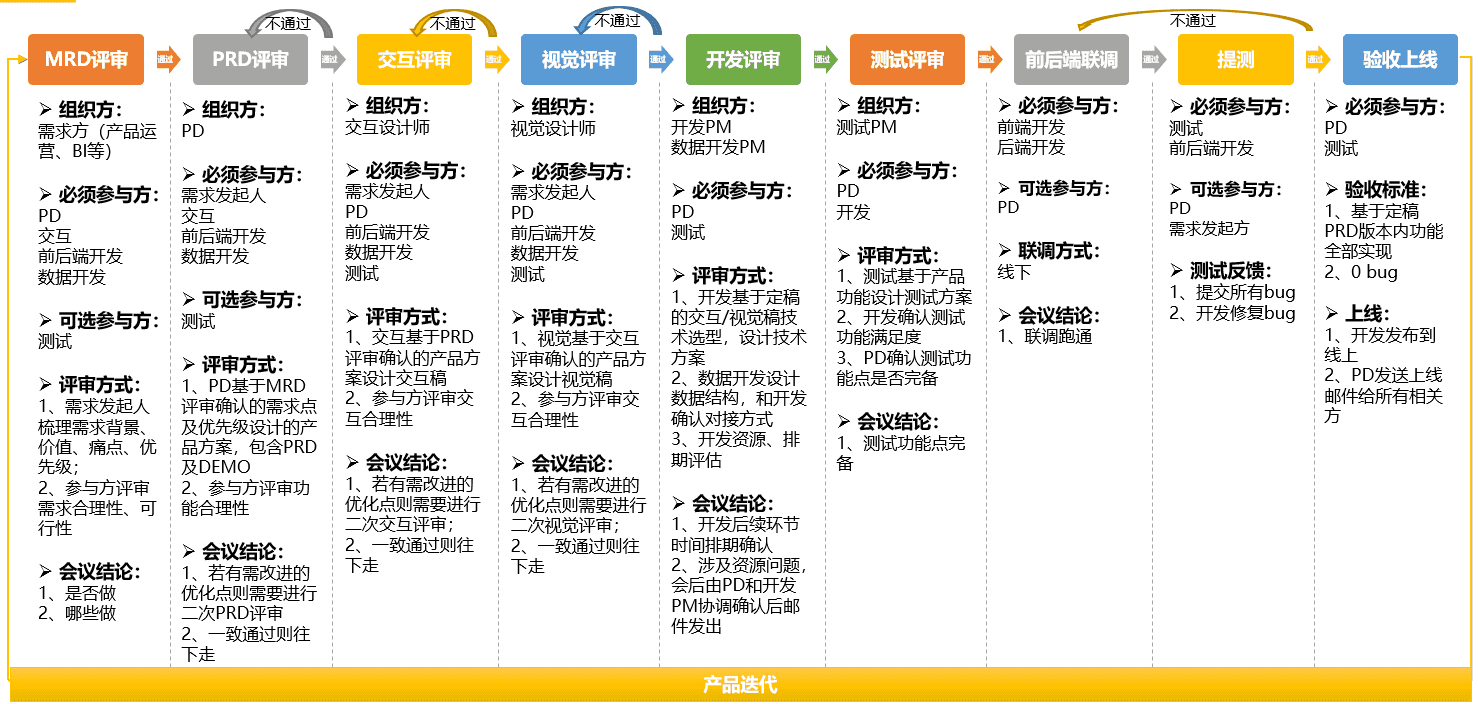 不通过
不通过
不通过
不通过
MRD评审
通过
PRD评审
通过
交互评审
通过
视觉评审
通过
开发评审
通过
测试评审
通过
前后端联调
通过
提测
通过
验收上线
➢ 组织方：
需求方（产品运
营、BI等）
➢ 必须参与方：
PD
交互
前后端开发
数据开发
➢ 可选参与方：
测试
➢ 评审方式：
1、需求发起人
梳理需求背景、
价值、痛点、优
先级；
2、参与方评审
需求合理性、可
行性
➢ 会议结论：
1、是否做
2、哪些做
➢ 组织方：
PD
➢ 必须参与方：
需求发起人
交互
前后端开发
数据开发
➢ 可选参与方：
测试
➢ 评审方式：
1、PD基于MRD
评审确认的需求点
及优先级设计的产
品方案，包含PRD
及DEMO
2、参与方评审功
能合理性
➢ 会议结论：
1、若有需改进的
优化点则需要进行
二次PRD评审
2、一致通过则往
下走
➢ 组织方：
交互设计师
➢ 必须参与方：
需求发起人
PD
前后端开发
数据开发
测试
➢ 评审方式：
1、交互基于PRD
评审确认的产品方
案设计交互稿
2、参与方评审交
互合理性
➢ 会议结论：
1、若有需改进的
优化点则需要进行
二次交互评审；
2、一致通过则往
下走
➢ 组织方：
视觉设计师
➢ 必须参与方：
需求发起人
PD
前后端开发
数据开发
测试
➢ 评审方式：
1、视觉基于交互
评审确认的产品方
案设计视觉稿
2、参与方评审交
互合理性
➢ 会议结论：
1、若有需改进的
优化点则需要进行
二次视觉评审；
2、一致通过则往
下走
➢ 组织方：
开发PM
数据开发PM
➢ 必须参与方：
PD
测试
➢ 评审方式：
1、开发基于定稿
的交互/视觉稿技
术选型，设计技术
方案
2、数据开发设计
数据结构，和开发
确认对接方式
3、开发资源、排
期评估
➢ 会议结论：
1、开发后续环节
时间排期确认
2、涉及资源问题，
会后由PD和开发
PM协调确认后邮
件发出
➢ 组织方：
测试PM
➢ 必须参与方：
PD
开发
➢ 评审方式：
1、测试基于产品
功能设计测试方案
2、开发确认测试
功能满足度
3、PD确认测试功
能点是否完备
➢ 会议结论：
1、测试功能点完
备
➢ 必须参与方：
前端开发
后端开发
➢ 可选参与方：
PD
➢ 联调方式：
线下
➢ 会议结论：
1、联调跑通
➢ 必须参与方：
测试
前后端开发
➢ 可选参与方：
PD
需求发起方
➢ 测试反馈：
1、提交所有bug
2、开发修复bug
➢ 必须参与方：
PD
测试
➢ 验收标准：
1、基于定稿
PRD版本内功能
全部实现
2、0 bug
➢ 上线：
1、开发发布到
线上
2、PD发送上线
邮件给所有相关
方
产品迭代